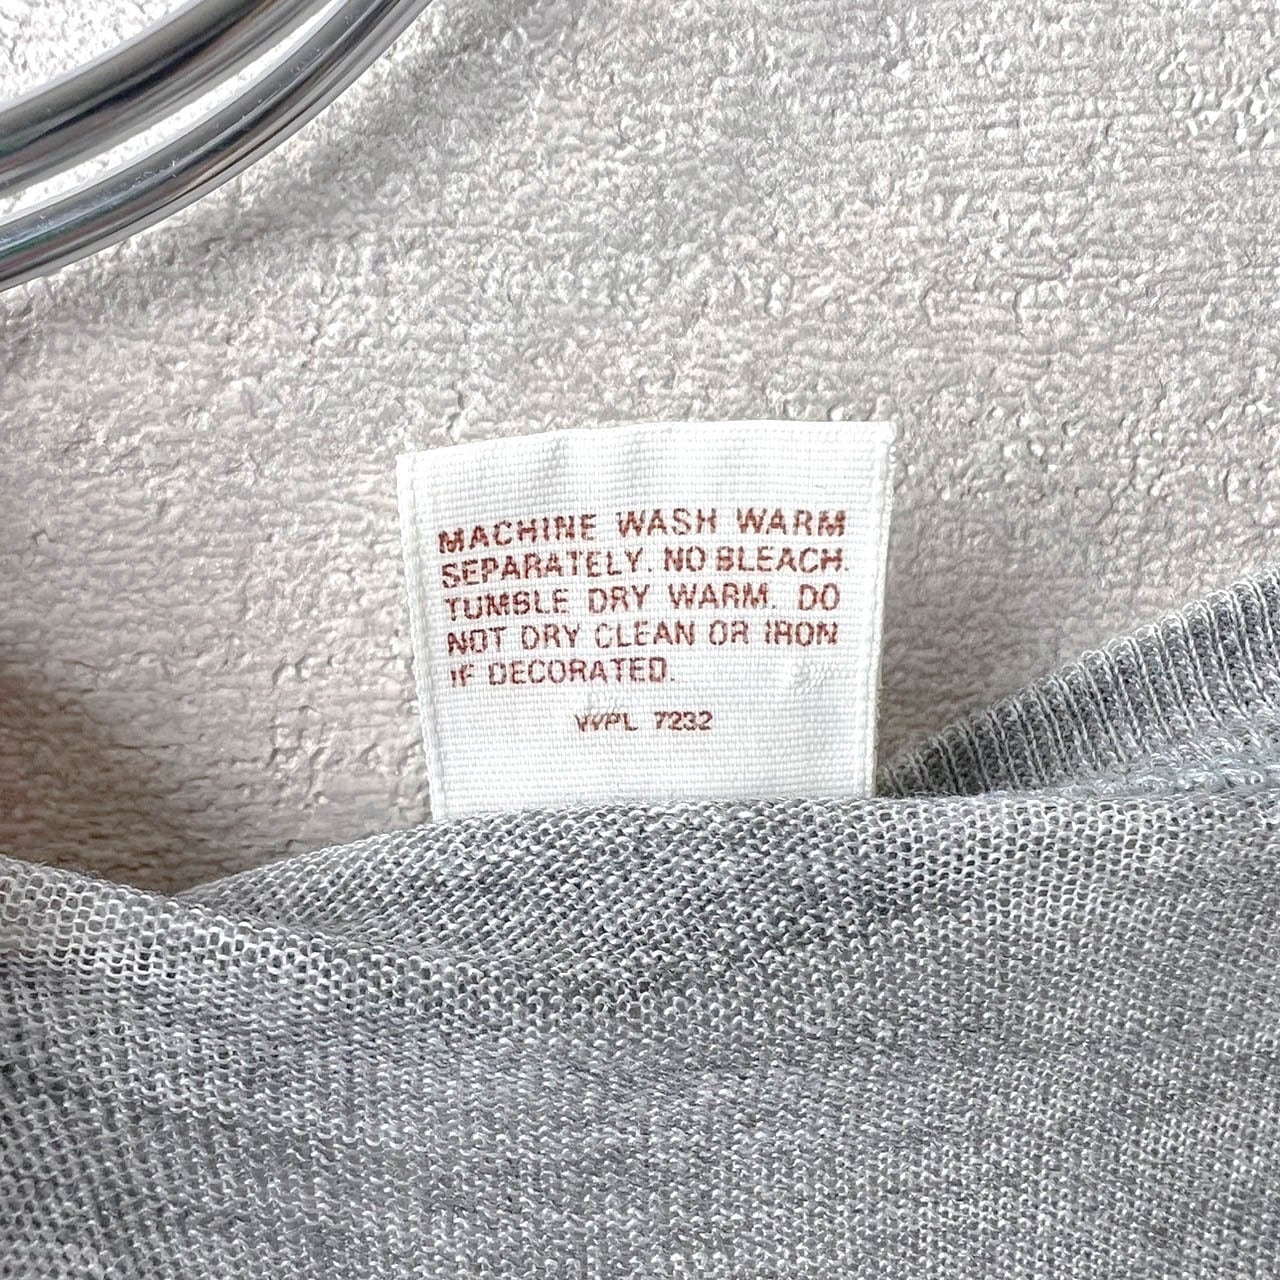 MACHINE WASH WARM
SEPARATELY. NO BLEACH.
TUMBLE DRY WARM. DO
NOT DRY CLEAN OR IRON
IF DECORATED.
WPL 7232